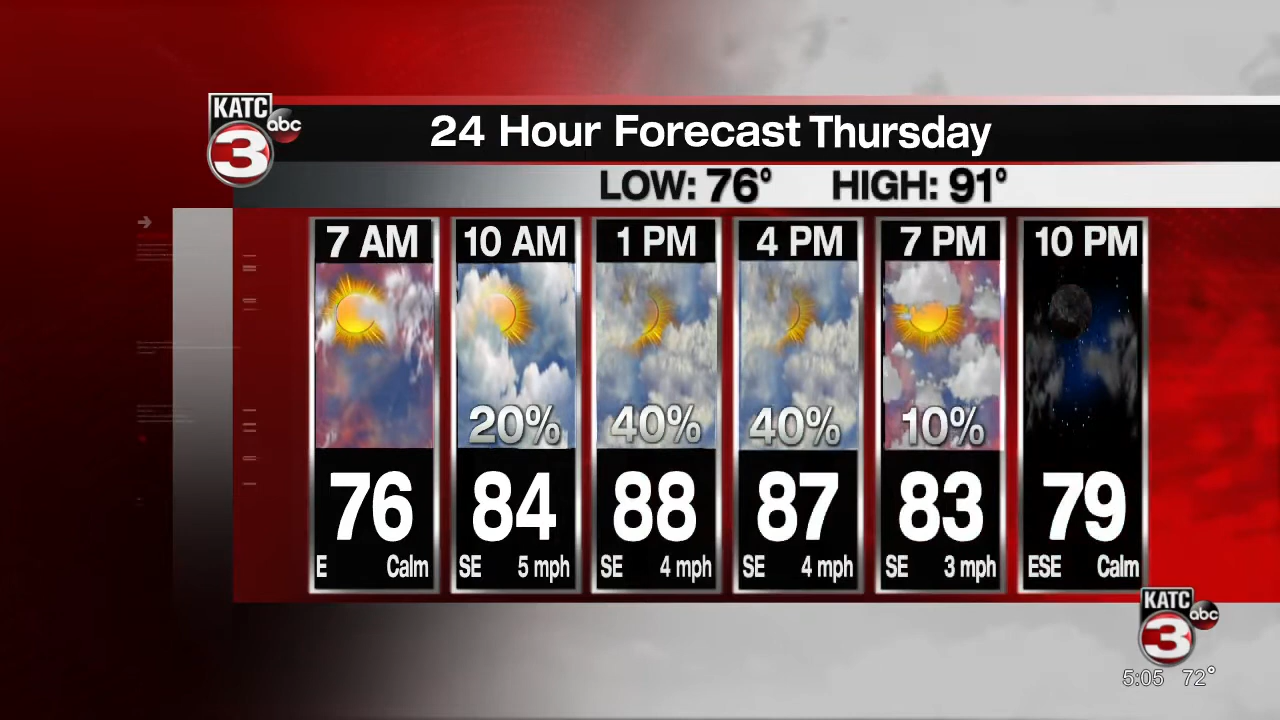 KATC
abc
3
24 Hour Forecast Thursday
LOW: 76° HIGH: 91°
7 AM 10 AM 1 PM 4 PM 7 PM 10 PM
20% 40% 40% 10%
76 84 88 87 83 79
E Calm SE 5 mph SE 4 mph SE 4 mph SE 3 mph ESE Calm
KATC
abc
3
5:05 72°